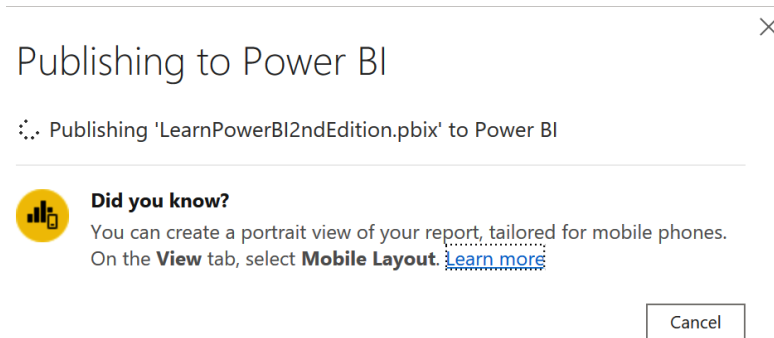 Publishing to Power BI
Publishing 'LearnPowerBI2ndEdition.pbix' to Power BI
Did you know?
You can create a portrait view of your report, tailored for mobile phones.
On the View tab, select Mobile Layout. Learn more
Cancel